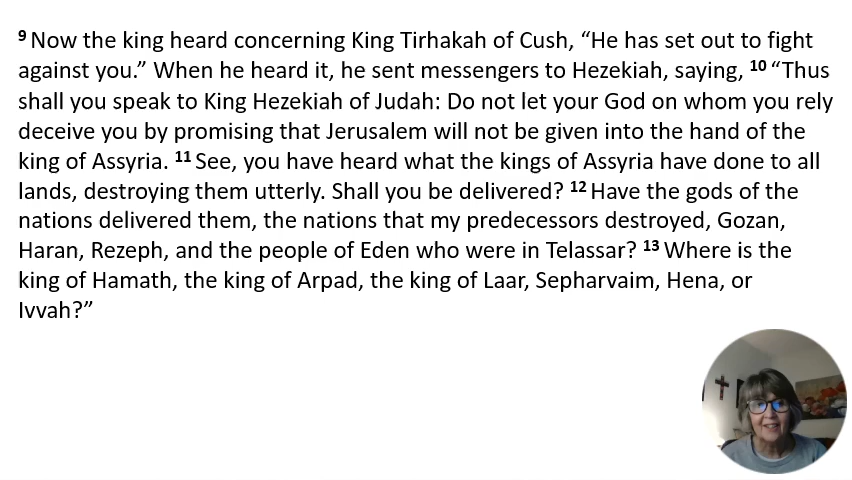 9 Now the king heard concerning King Tirhakah of Cush, “He has set out to fight
against you.” When he heard it, he sent messengers to Hezekiah, saying, 10 “Thus
shall you speak to King Hezekiah of Judah: Do not let your God on whom you rely
deceive you by promising that Jerusalem will not be given into the hand of the
king of Assyria. 11 See, you have heard what the kings of Assyria have done to all
lands, destroying them utterly. Shall you be delivered? 12 Have the gods of the
nations delivered them, the nations that my predecessors destroyed, Gozan,
Haran, Rezeph, and the people of Eden who were in Telassar? 13 Where is the
king of Hamath, the king of Arpad, the king of Laar, Sepharvaim, Hena, or
Ivvah?”